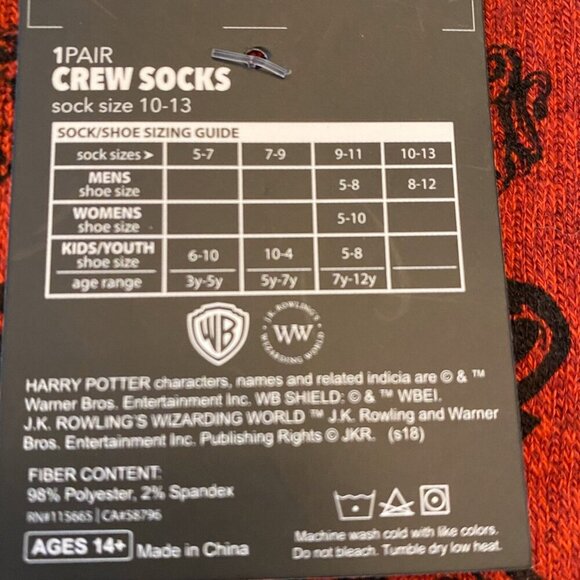 1PAIR
CREW SOCKS
sock size 10-13
SOCK/SHOE SIZING GUIDE
sock sizes➤ 5-7 7-9 9-11 10-13
MENS
shoe size 5-8 8-12
WOMENS
shoe size 5-10
KIDS/YOUTH
shoe size 6-10 10-4 5-8
age range 3y-5y 5y-7y 7y-12y
WB
J.K. ROWLING'S
WW
WIZARDING WORLD
HARRY POTTER characters, names and related indicia are © & ™
Warner Bros. Entertainment Inc. WB SHIELD: © & ™ WBEI.
J.K. ROWLING'S WIZARDING WORLD ™ J.K. Rowling and Warner
Bros. Entertainment Inc. Publishing Rights © JKR. (s18)
FIBER CONTENT:
98% Polyester, 2% Spandex
RN#115665 | CA#58796
Machine wash cold with like colors.
Do not bleach. Tumble dry low heat.
AGES 14+ Made in China